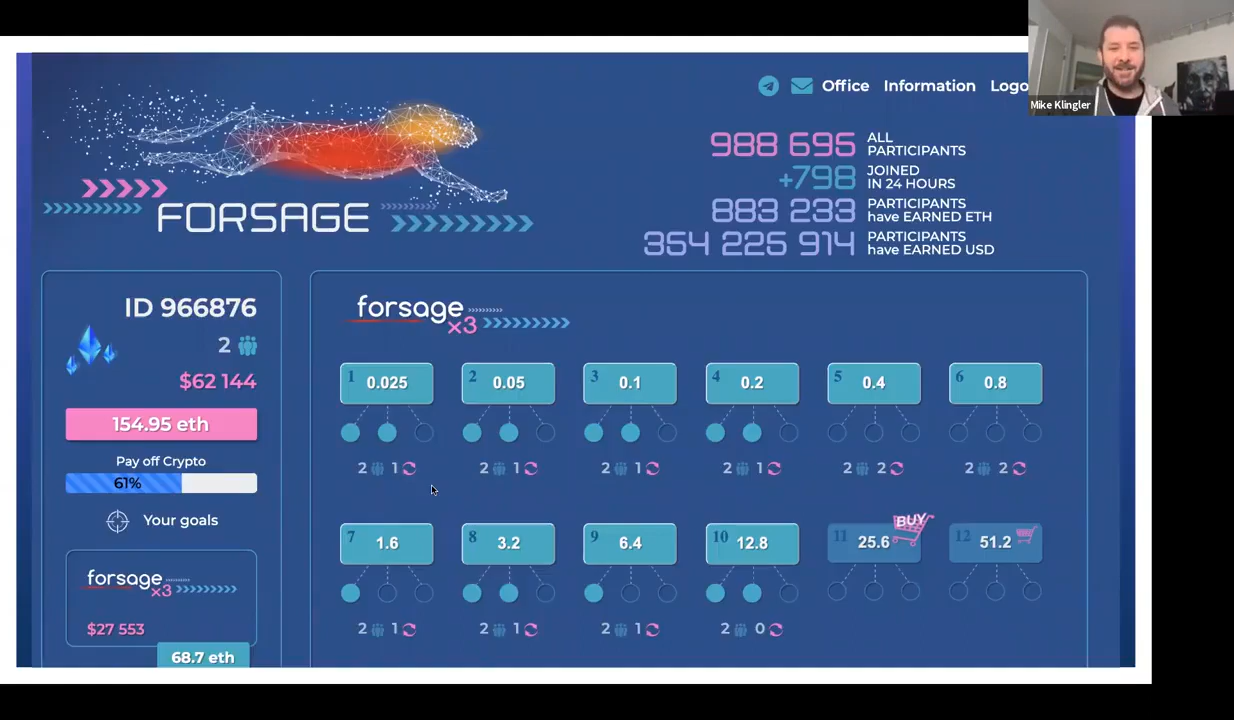 Mike Klingler
Office Information Logo
988 695 ALL PARTICIPANTS
+798 JOINED IN 24 HOURS
883 233 PARTICIPANTS have EARNED ETH
354 225 914 PARTICIPANTS have EARNED USD
FORSAGE
ID 966876
2
$62 144
154.95 eth
Pay off Crypto
61%
Your goals
forsage
x3
$27 553
68.7 eth
forsage
x3
1 0.025
2 0.05
3 0.1
4 0.2
5 0.4
6 0.8
2 1
2 1
2 1
2 1
2 2
2 2
7 1.6
8 3.2
9 6.4
10 12.8
11 25.6 BUY
12 51.2
2 1
2 1
2 1
2 0